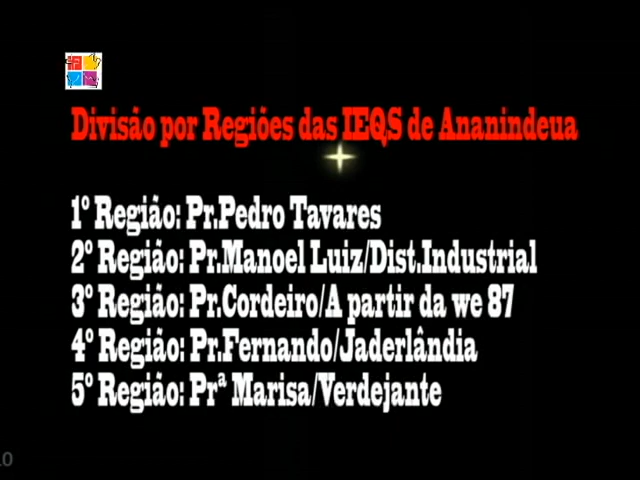 Divisão por Regiões das IEQS de Ananindeua
1º Região: Pr.Pedro Tavares
2º Região: Pr.Manoel Luiz/Dist.Industrial
3º Região: Pr.Cordeiro/A partir da we 87
4º Região: Pr.Fernando/Jaderlândia
5º Região: Prª Marisa/Verdejante